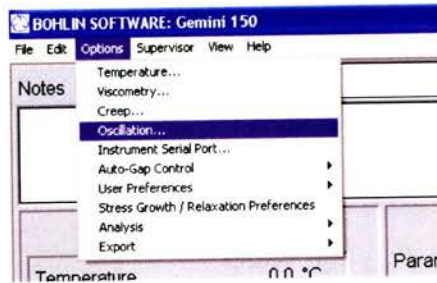 BOHLIN SOFTWARE: Gemini 150
File Edit Options Supervisor View Help
Notes
Temperature...
Viscometry...
Creep...
Oscillation...
Instrument Serial Port...
Auto-Gap Control
User Preferences
Stress Growth / Relaxation Preferences
Analysis
Export
Temperature 0.0 °C
Parar